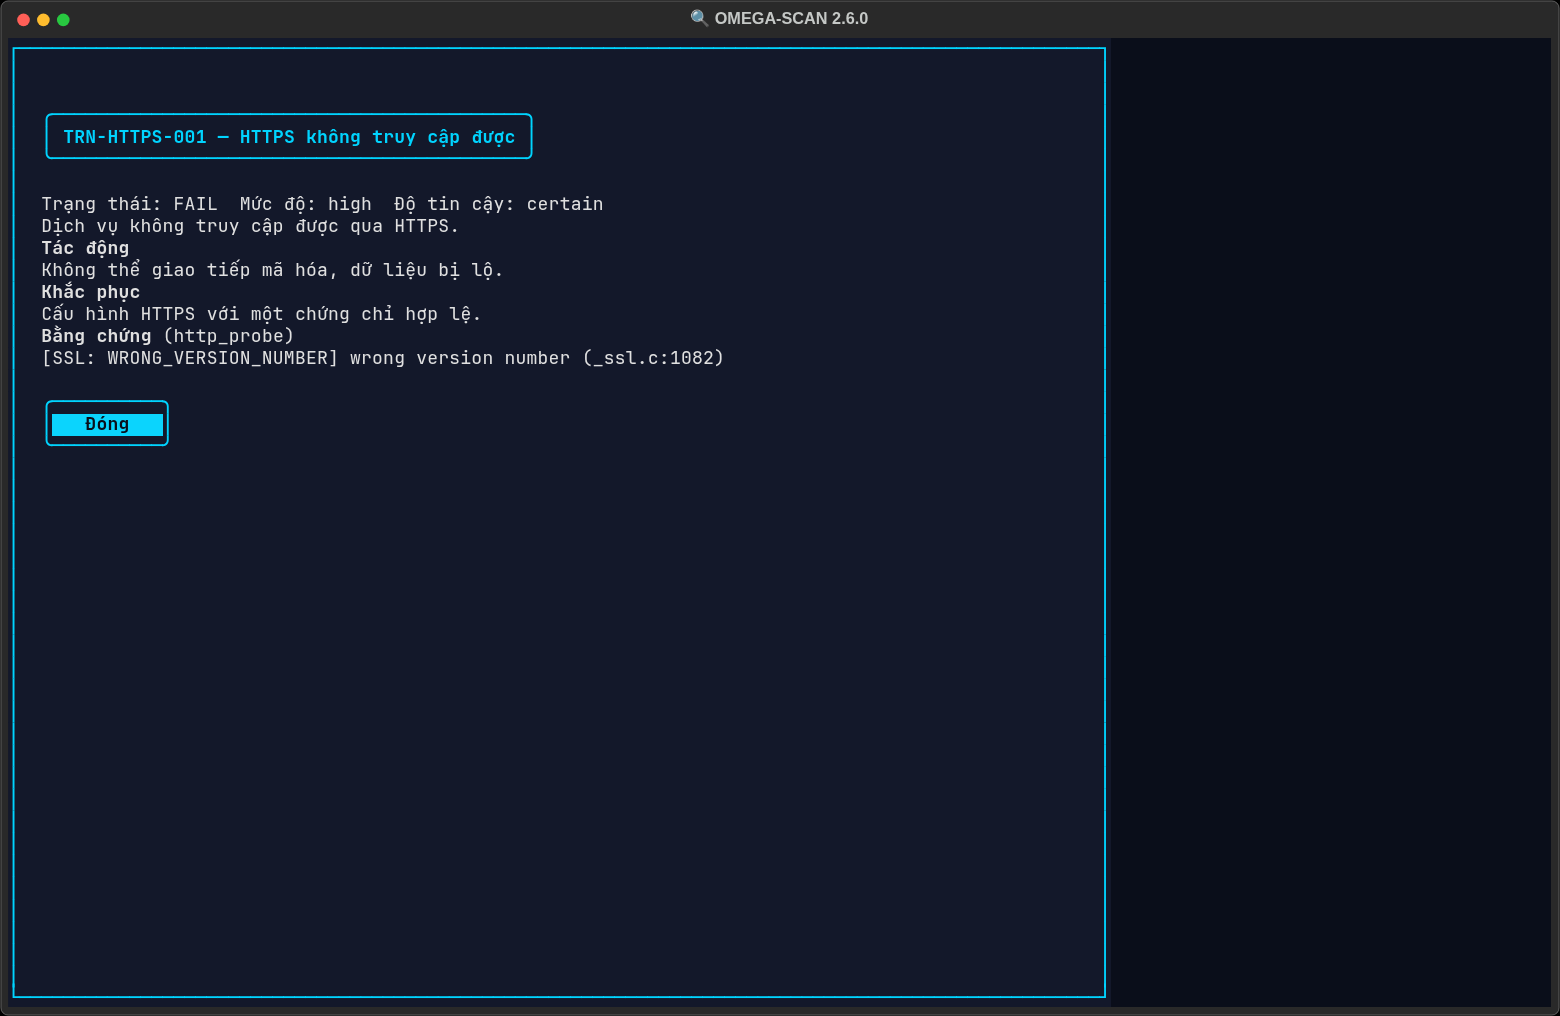 🔍 OMEGA-SCAN 2.6.0
TRN-HTTPS-001 — HTTPS không truy cập được
Trạng thái: FAIL  Mức độ: high  Độ tin cậy: certain
Dịch vụ không truy cập được qua HTTPS.
Tác động
Không thể giao tiếp mã hóa, dữ liệu bị lộ.
Khắc phục
Cấu hình HTTPS với một chứng chỉ hợp lệ.
Bằng chứng (http_probe)
[SSL: WRONG_VERSION_NUMBER] wrong version number (_ssl.c:1082)
Đóng